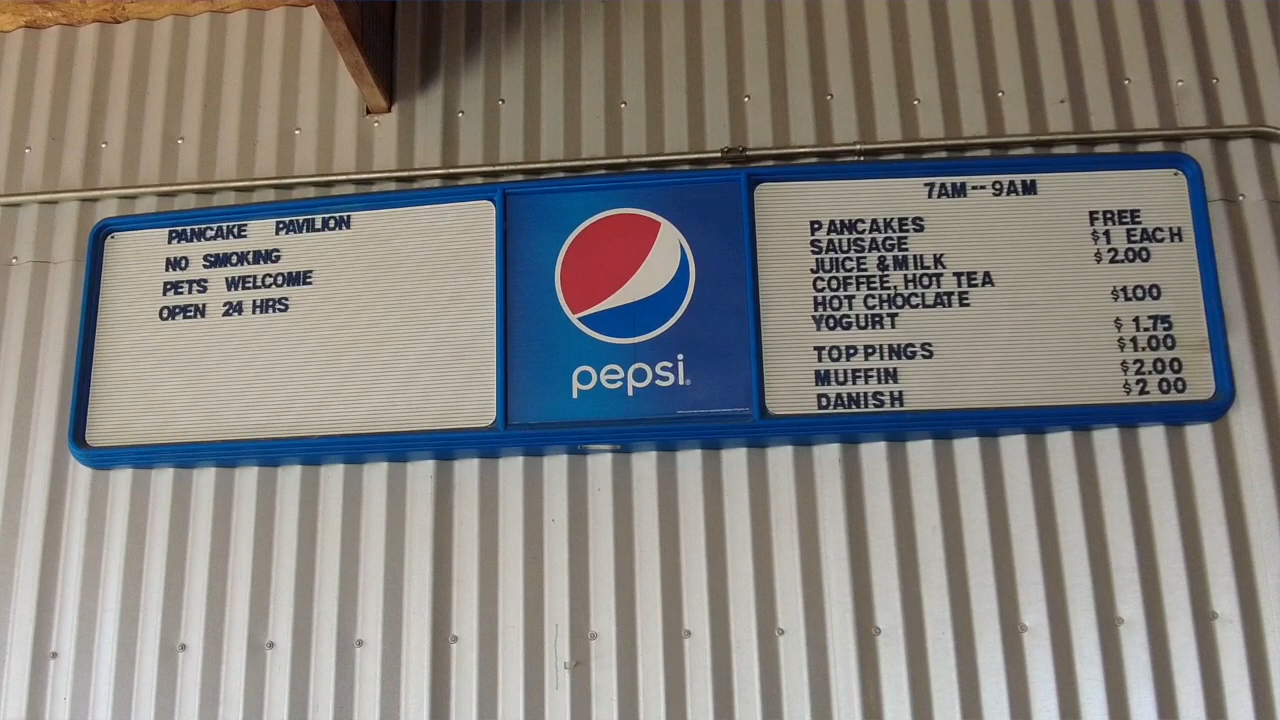 PANCAKE PAVILION
NO SMOKING
PETS WELCOME
OPEN 24 HRS
pepsi
7AM--9AM
PANCAKES FREE
SAUSAGE $1 EACH
JUICE & MILK $2.00
COFFEE, HOT TEA
HOT CHOCLATE $1.00
YOGURT $1.75
TOPPINGS $1.00
MUFFIN $2.00
DANISH $2 00